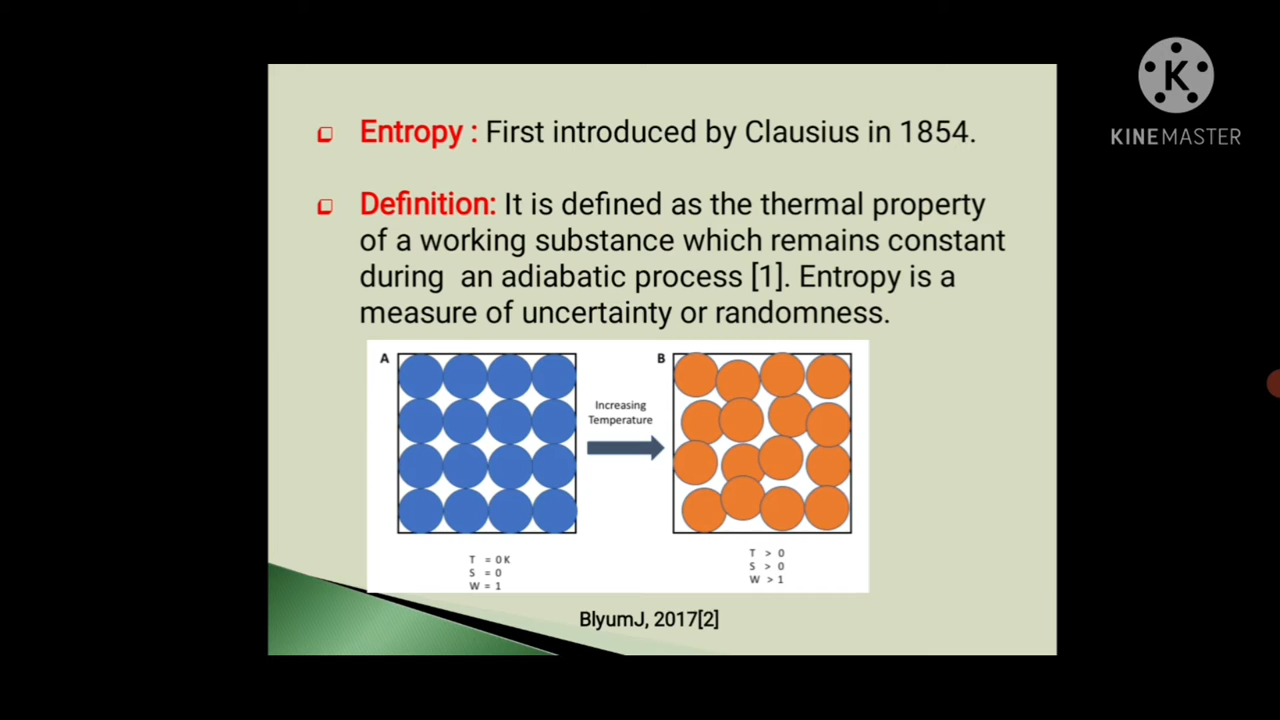 K
KINEMASTER
Entropy : First introduced by Clausius in 1854.
Definition: It is defined as the thermal property
of a working substance which remains constant
during an adiabatic process [1]. Entropy is a
measure of uncertainty or randomness.
A
B
Increasing
Temperature
T = 0 K
S = 0
W = 1
T > 0
S > 0
W > 1
BlyumJ, 2017[2]